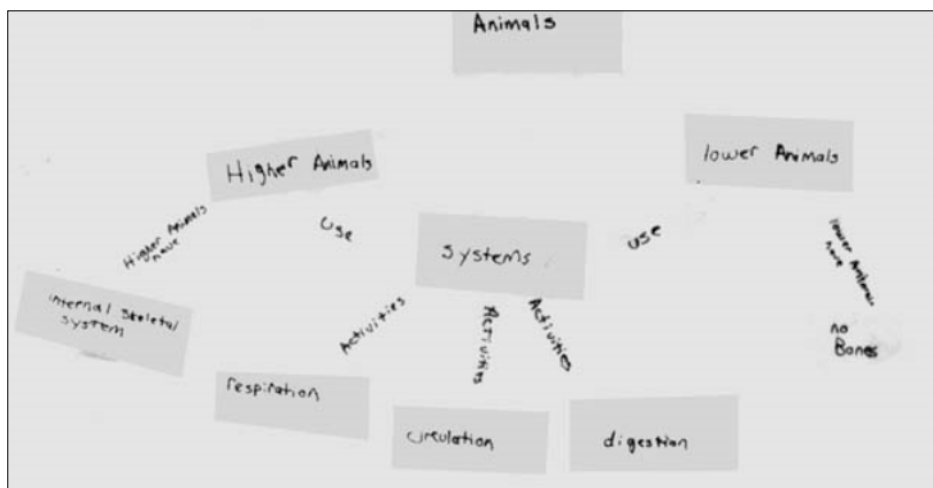 Animals
Higher Animals
lower Animals
Higher Animals
have
use
systems
use
lower Animals
have
internal skeletal
system
Activities
Activities
Activities
no
Bones
respiration
circulation
digestion